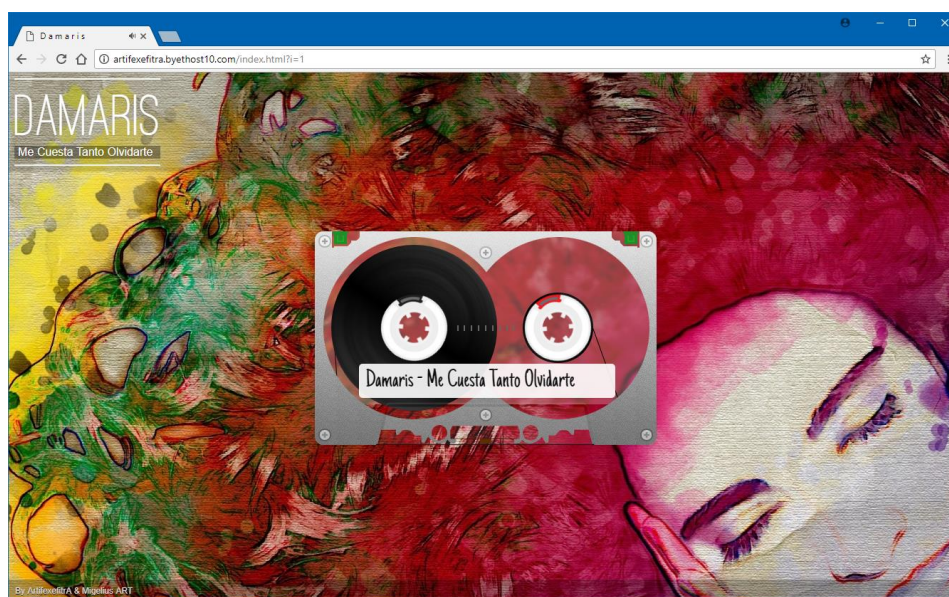 Damaris
artifexefitra.byethost10.com/index.html?i=1
DAMARIS
Me Cuesta Tanto Olvidarte
Damaris - Me Cuesta Tanto Olvidarte
By ArtifexefitrA & Migelius ART